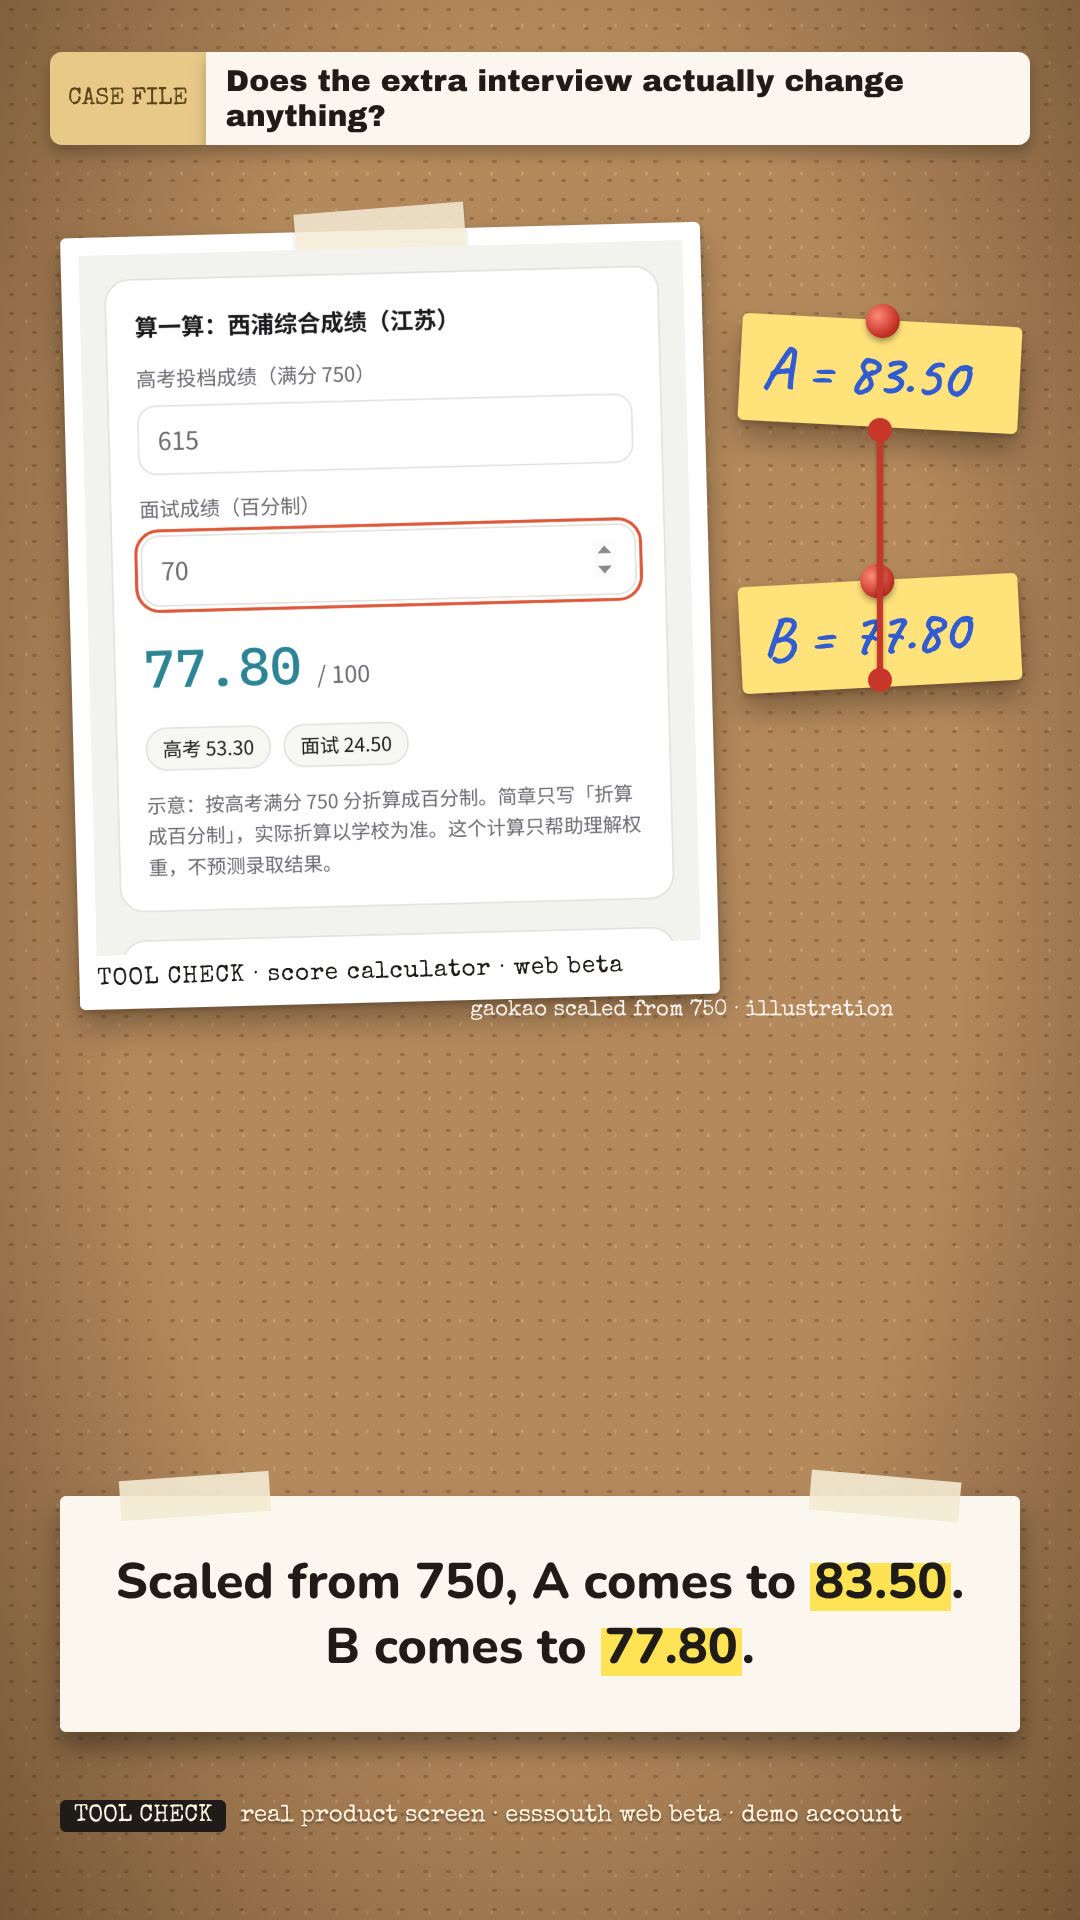 CASE FILE
Does the extra interview actually change
anything?
算一算：西浦综合成绩（江苏）
高考投档成绩（满分 750）
615
面试成绩（百分制）
70
77.80 / 100
高考 53.30 面试 24.50
示意：按高考满分 750 分折算成百分制。简章只写「折算
成百分制」，实际折算以学校为准。这个计算只帮助理解权
重，不预测录取结果。
TOOL CHECK · score calculator · web beta
A = 83.50
B = 77.80
gaokao scaled from 750 · illustration
Scaled from 750, A comes to 83.50.
B comes to 77.80.
TOOL CHECK real product screen · esssouth web beta · demo account